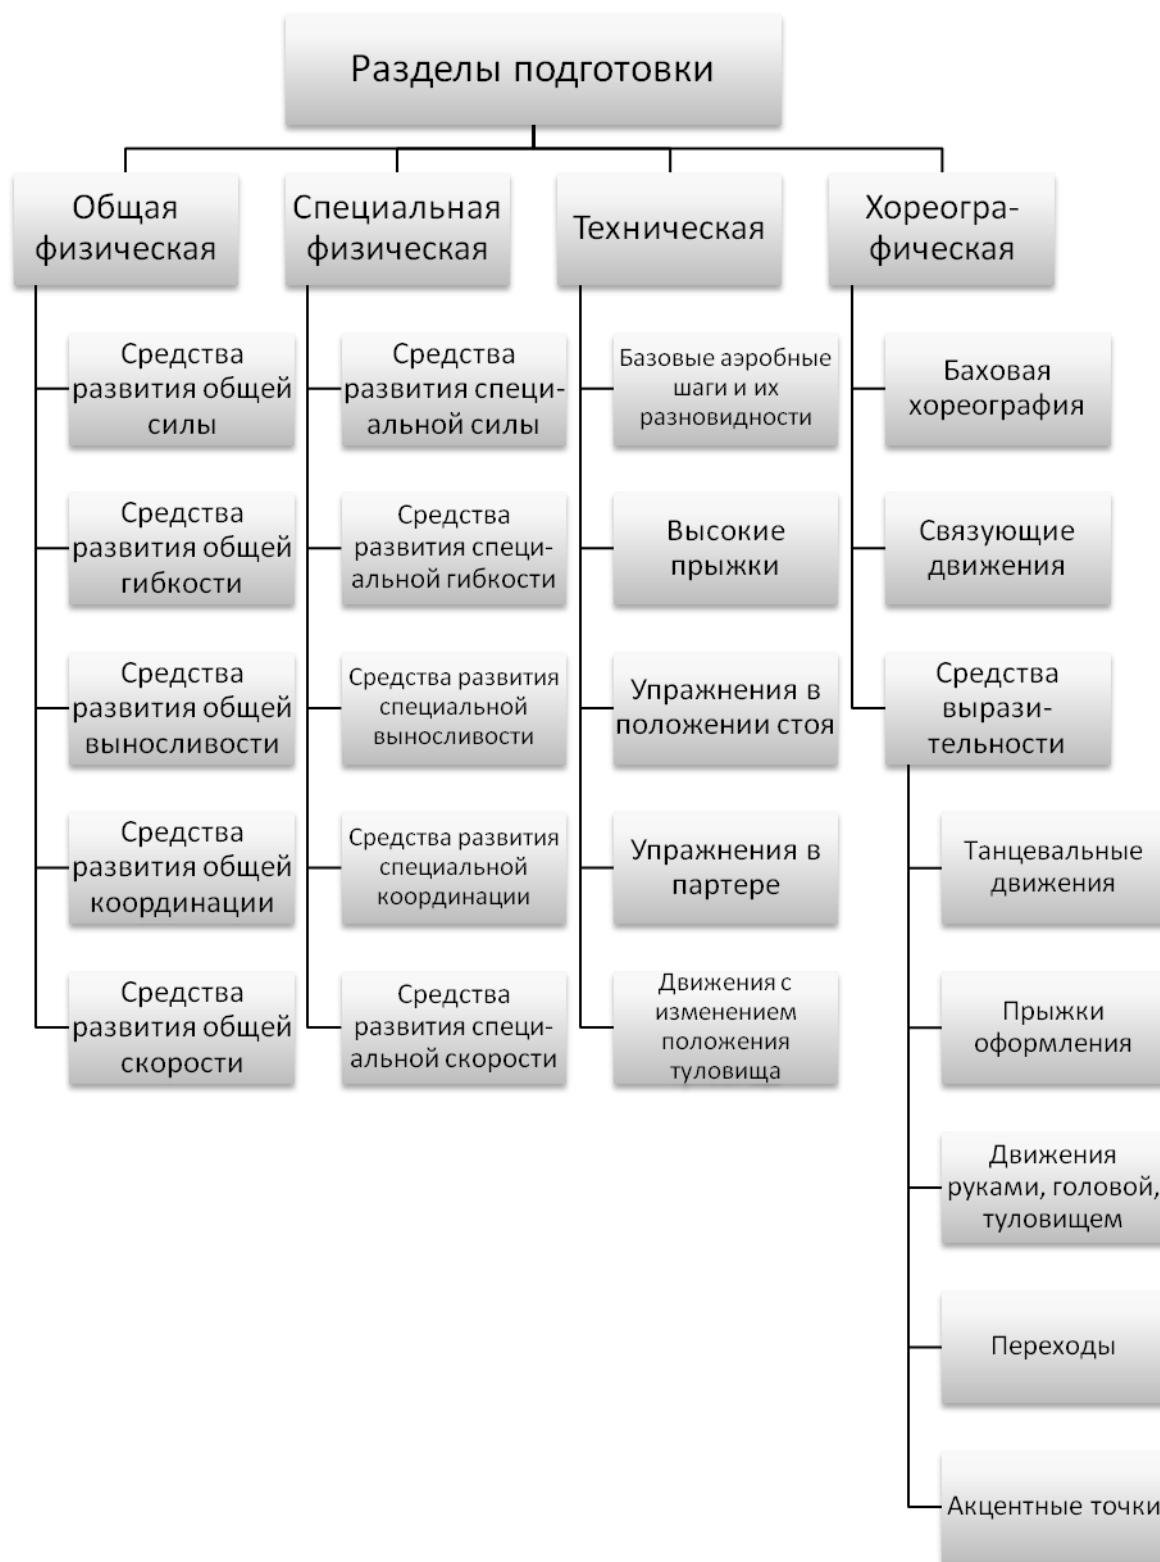 Разделы подготовки
Общая
физическая
Средства
развития общей
силы
Средства
развития общей
гибкости
Средства
развития общей
выносливости
Средства
развития общей
координации
Средства
развития общей
скорости
Специальная
физическая
Средства
развития специ-
альной силы
Средства
развития специ-
альной гибкости
Средства развития
специальной
выносливости
Средства развития
специальной
координации
Средства
развития специ-
альной скорости
Техническая
Базовые аэробные
шаги и их
разновидности
Высокие
прыжки
Упражнения в
положении стоя
Упражнения в
партере
Движения с
изменением
положения
туловища
Хореогра-
фическая
Баховая
хореография
Связующие
движения
Средства
вырази-
тельности
Танцевальные
движения
Прыжки
оформления
Движения
руками, головой,
туловищем
Переходы
Акцентные точки